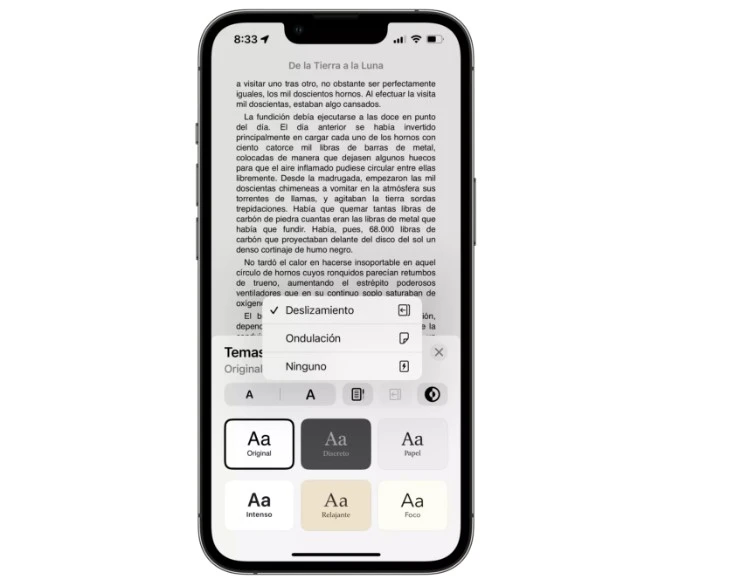 8:33
De la Tierra a la Luna
a visitar uno tras otro, no obstante ser perfectamente
iguales, los mil doscientos hornos. Al efectuar la visita
mil doscientas, estaban algo cansados.
La fundición debía ejecutarse a las doce en punto
del día. El día anterior se había invertido
principalmente en cargar cada uno de los hornos con
ciento catorce mil libras de barras de metal,
colocadas de manera que dejasen algunos huecos
para que el aire inflamado pudiese circular entre ellas
libremente. Desde la madrugada, empezaron las mil
doscientas chimeneas a vomitar en la atmósfera sus
torrentes de llamas, y agitaban la tierra sordas
trepidaciones. Había que quemar tantas libras de
carbón de piedra cuantas eran las libras de metal que
había que fundir. Había, pues, 68.000 libras de
carbón que proyectaban delante del disco del sol un
denso cortinaje de humo negro.
No tardó el calor en hacerse insoportable en aquel
círculo de hornos cuyos ronquidos parecían retumbos
de trueno, aumentando el estrépito poderosos
ventiladores que en su continuo soplo saturaban de
Deslizamiento
El
Ondulación
la
Temas
Ninguno
Original
A A
Aa Aa Aa
Original Discreto Papel
Aa Aa Aa
Intenso Relajante Foco